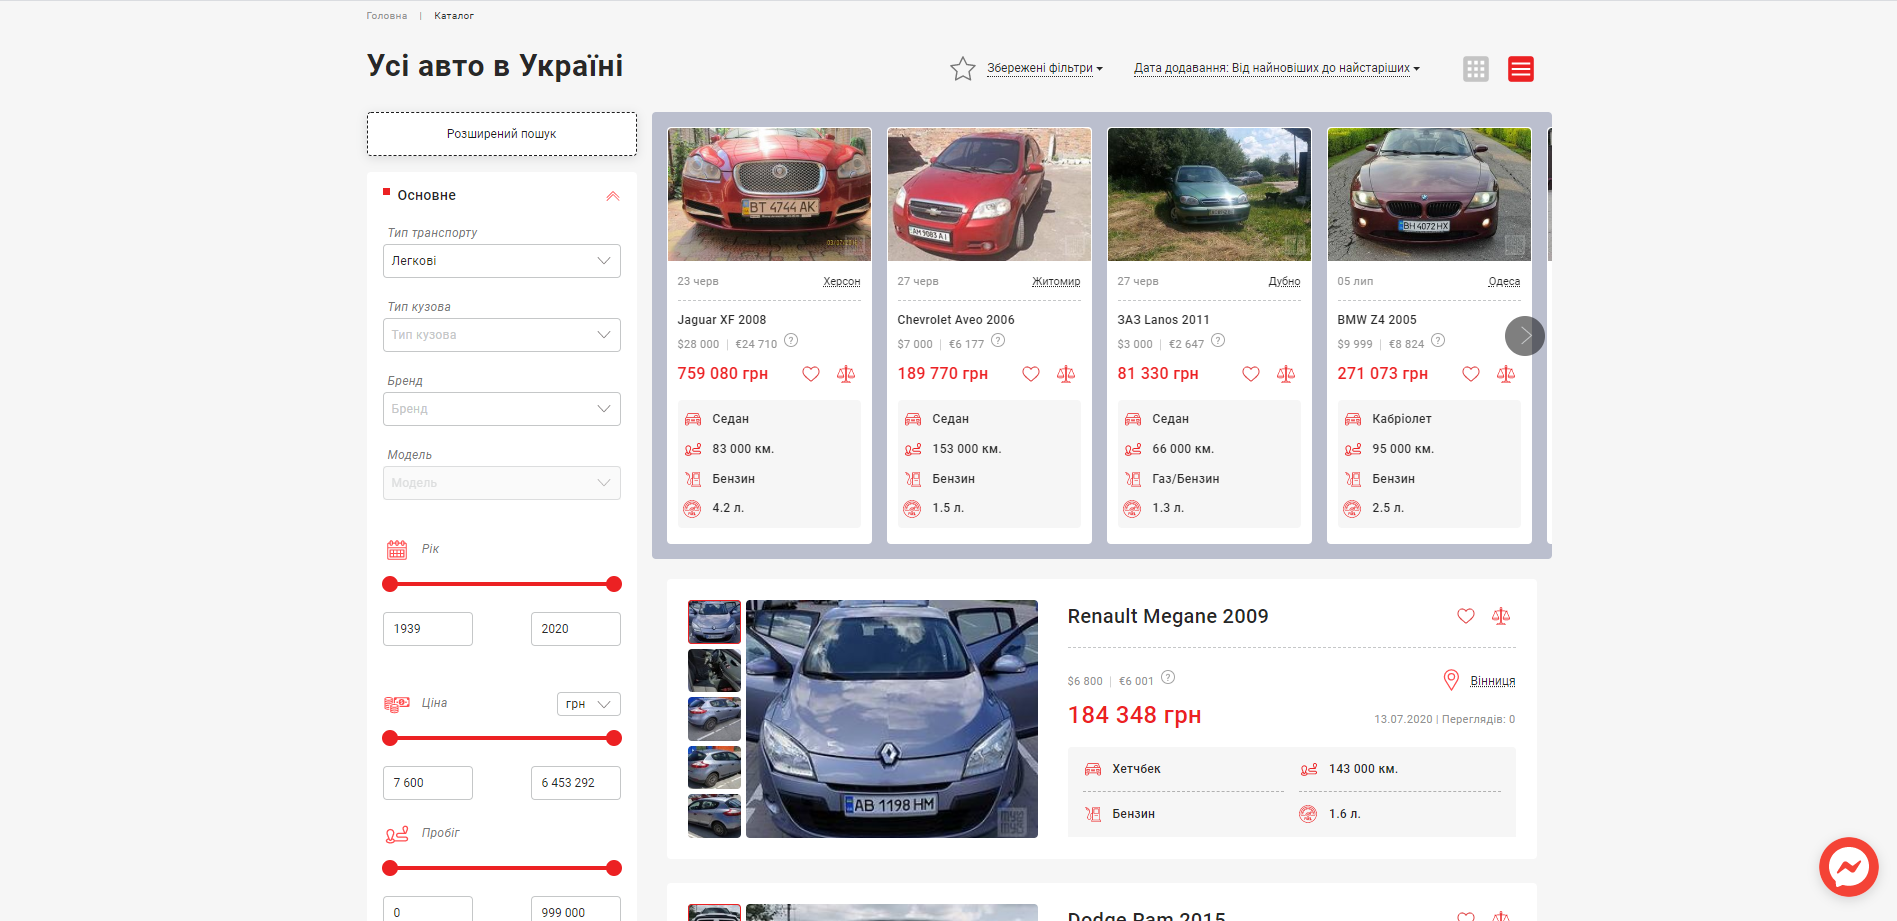 Головна | Каталог
Усі авто в Україні
Збережені фільтри
Дата додавання: Від найновіших до найстаріших
Розширений пошук
Основне
Тип транспорту
Легкові
Тип кузова
Тип кузова
Бренд
Бренд
Модель
Модель
Рік
1939
2020
Ціна
грн
7 600
6 453 292
Пробіг
0
999 000
BT 4744 AK
23 черв
Херсон
Jaguar XF 2008
$28 000 | €24 710 ?
759 080 грн
Седан
83 000 км.
Бензин
4.2 л.
AM 9083 AI
27 черв
Житомир
Chevrolet Aveo 2006
$7 000 | €6 177 ?
189 770 грн
Седан
153 000 км.
Бензин
1.5 л.
27 черв
Дубно
ЗАЗ Lanos 2011
$3 000 | €2 647 ?
81 330 грн
Седан
66 000 км.
Газ/Бензин
1.3 л.
BH 4072 HX
05 лип
Одеса
BMW Z4 2005
$9 999 | €8 824 ?
271 073 грн
Кабріолет
95 000 км.
Бензин
2.5 л.
AB 1198 HM
Renault Megane 2009
$6 800 | €6 001 ?
Вінниця
184 348 грн
13.07.2020 | Переглядів: 0
Хетчбек
143 000 км.
Бензин
1.6 л.
Dodge Ram 2015